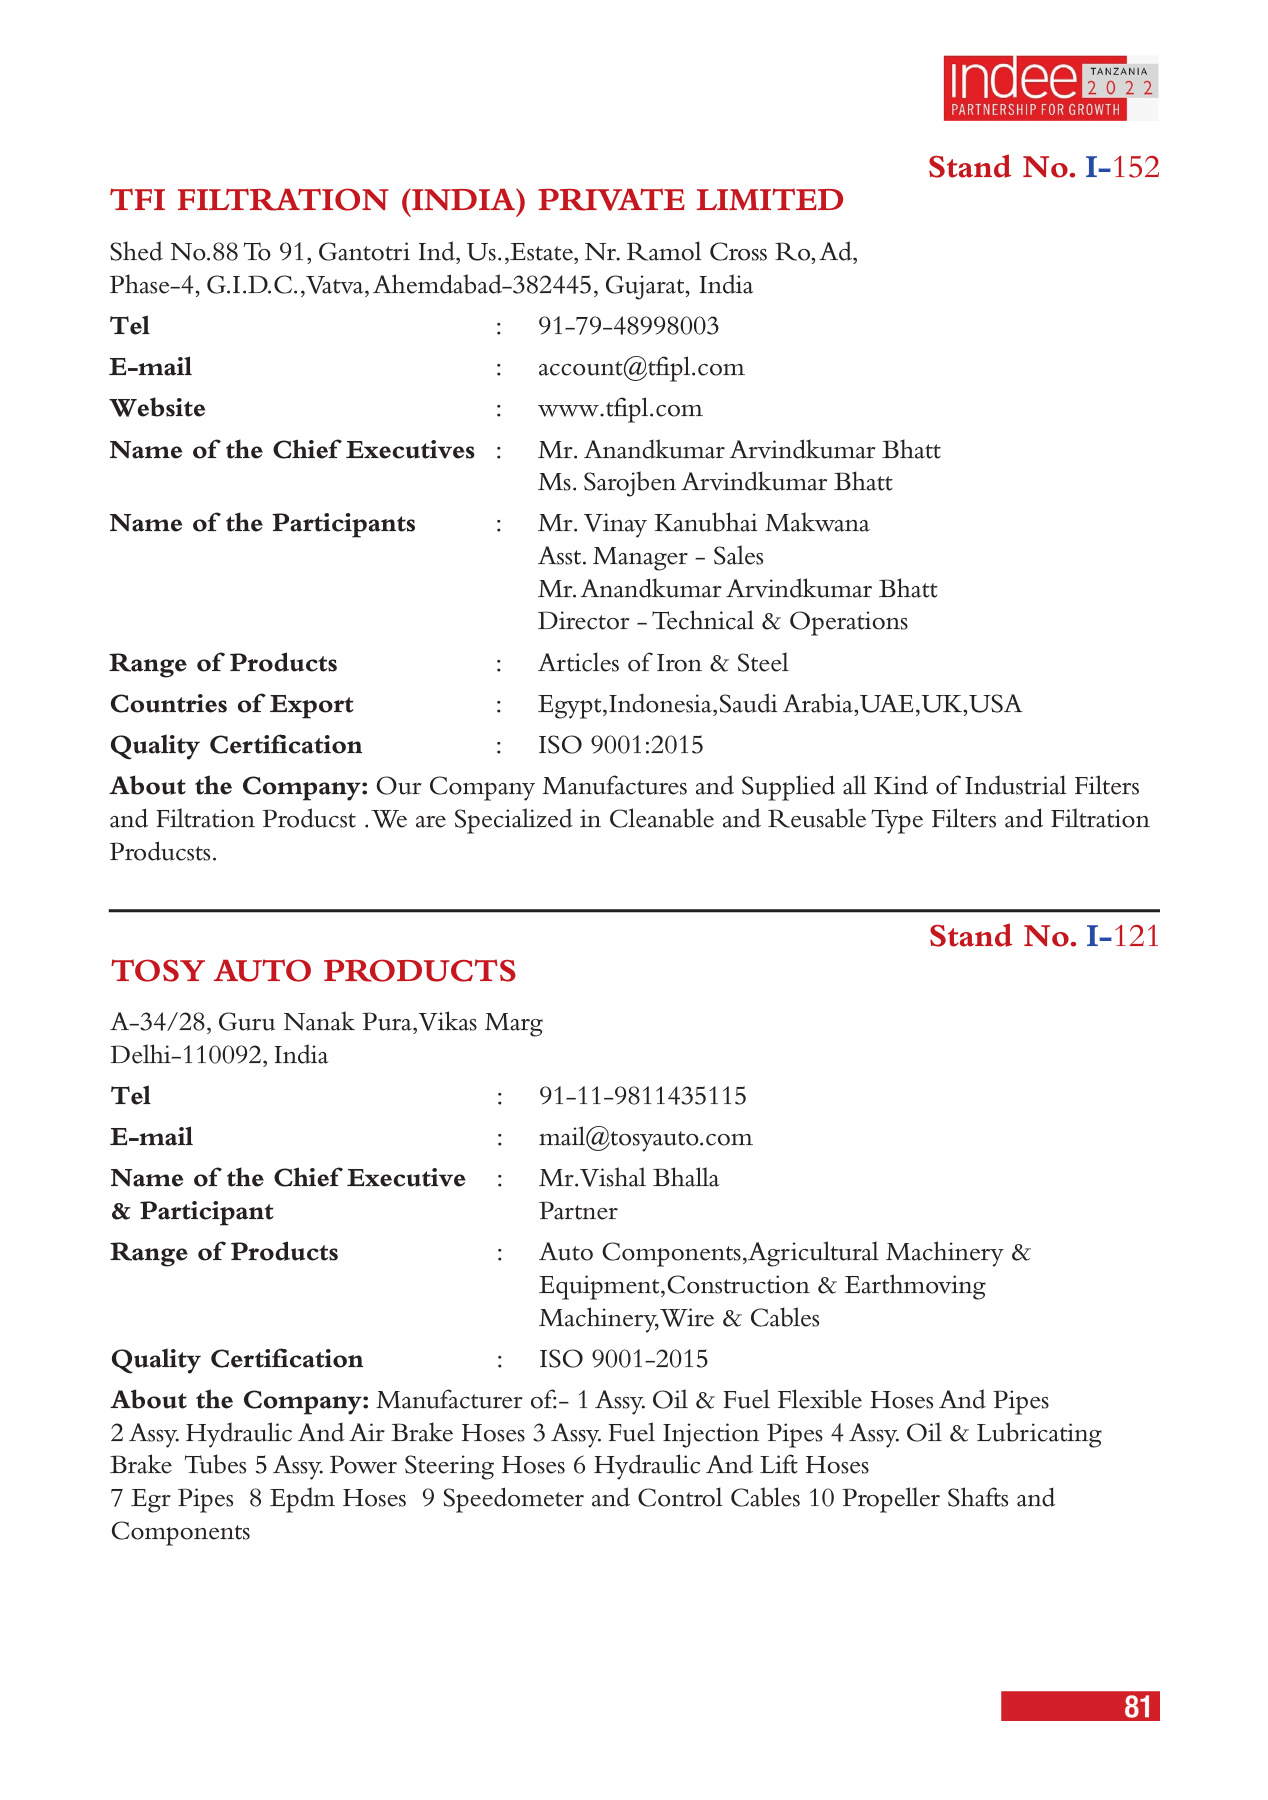 indee TANZANIA
2022
PARTNERSHIP FOR GROWTH
Stand No. I-152
TFI FILTRATION (INDIA) PRIVATE LIMITED
Shed No.88 To 91, Gantotri Ind, Us.,Estate, Nr. Ramol Cross Ro, Ad,
Phase-4, G.I.D.C.,Vatva, Ahemdabad-382445, Gujarat, India
Tel : 91-79-48998003
E-mail : account@tfipl.com
Website : www.tfipl.com
Name of the Chief Executives : Mr. Anandkumar Arvindkumar Bhatt
Ms. Sarojben Arvindkumar Bhatt
Name of the Participants : Mr. Vinay Kanubhai Makwana
Asst. Manager - Sales
Mr. Anandkumar Arvindkumar Bhatt
Director - Technical & Operations
Range of Products : Articles of Iron & Steel
Countries of Export : Egypt,Indonesia,Saudi Arabia,UAE,UK,USA
Quality Certification : ISO 9001:2015
About the Company: Our Company Manufactures and Supplied all Kind of Industrial Filters
and Filtration Producst . We are Specialized in Cleanable and Reusable Type Filters and Filtration
Producsts.
Stand No. I-121
TOSY AUTO PRODUCTS
A-34/28, Guru Nanak Pura,Vikas Marg
Delhi-110092, India
Tel : 91-11-9811435115
E-mail : mail@tosyauto.com
Name of the Chief Executive : Mr.Vishal Bhalla
& Participant Partner
Range of Products : Auto Components,Agricultural Machinery &
Equipment,Construction & Earthmoving
Machinery,Wire & Cables
Quality Certification : ISO 9001-2015
About the Company: Manufacturer of:- 1 Assy. Oil & Fuel Flexible Hoses And Pipes
2 Assy. Hydraulic And Air Brake Hoses 3 Assy. Fuel Injection Pipes 4 Assy. Oil & Lubricating
Brake Tubes 5 Assy. Power Steering Hoses 6 Hydraulic And Lift Hoses
7 Egr Pipes 8 Epdm Hoses 9 Speedometer and Control Cables 10 Propeller Shafts and
Components
81